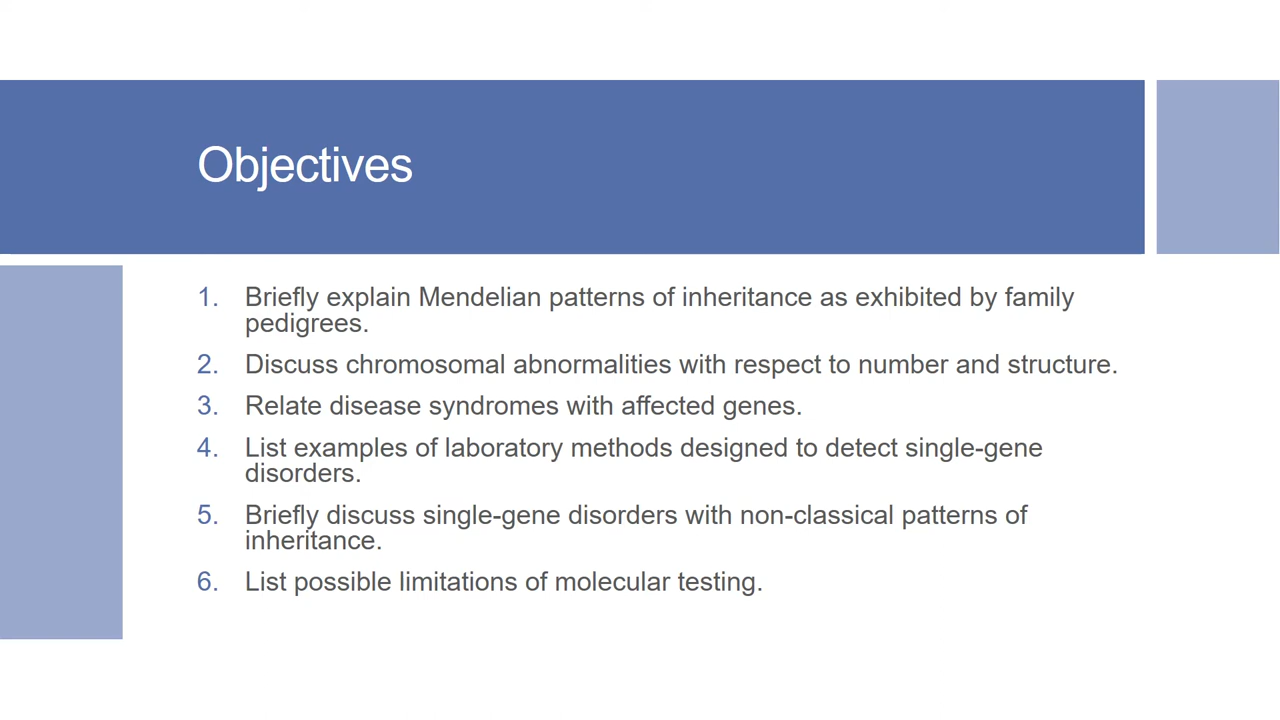 Objectives
1. Briefly explain Mendelian patterns of inheritance as exhibited by family
pedigrees.
2. Discuss chromosomal abnormalities with respect to number and structure.
3. Relate disease syndromes with affected genes.
4. List examples of laboratory methods designed to detect single-gene
disorders.
5. Briefly discuss single-gene disorders with non-classical patterns of
inheritance.
6. List possible limitations of molecular testing.